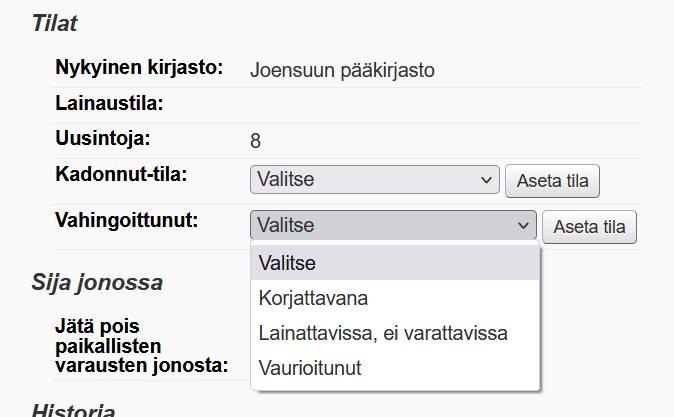 Tilat
Nykyinen kirjasto: Joensuun pääkirjasto
Lainaustila:
Uusintoja: 8
Kadonnut-tila: Valitse Aseta tila
Vahingoittunut: Valitse Aseta tila
Valitse
Korjattavana
Lainattavissa, ei varattavissa
Vaurioitunut
Sija jonossa
Jätä pois
paikallisten
varausten jonosta:
Historia